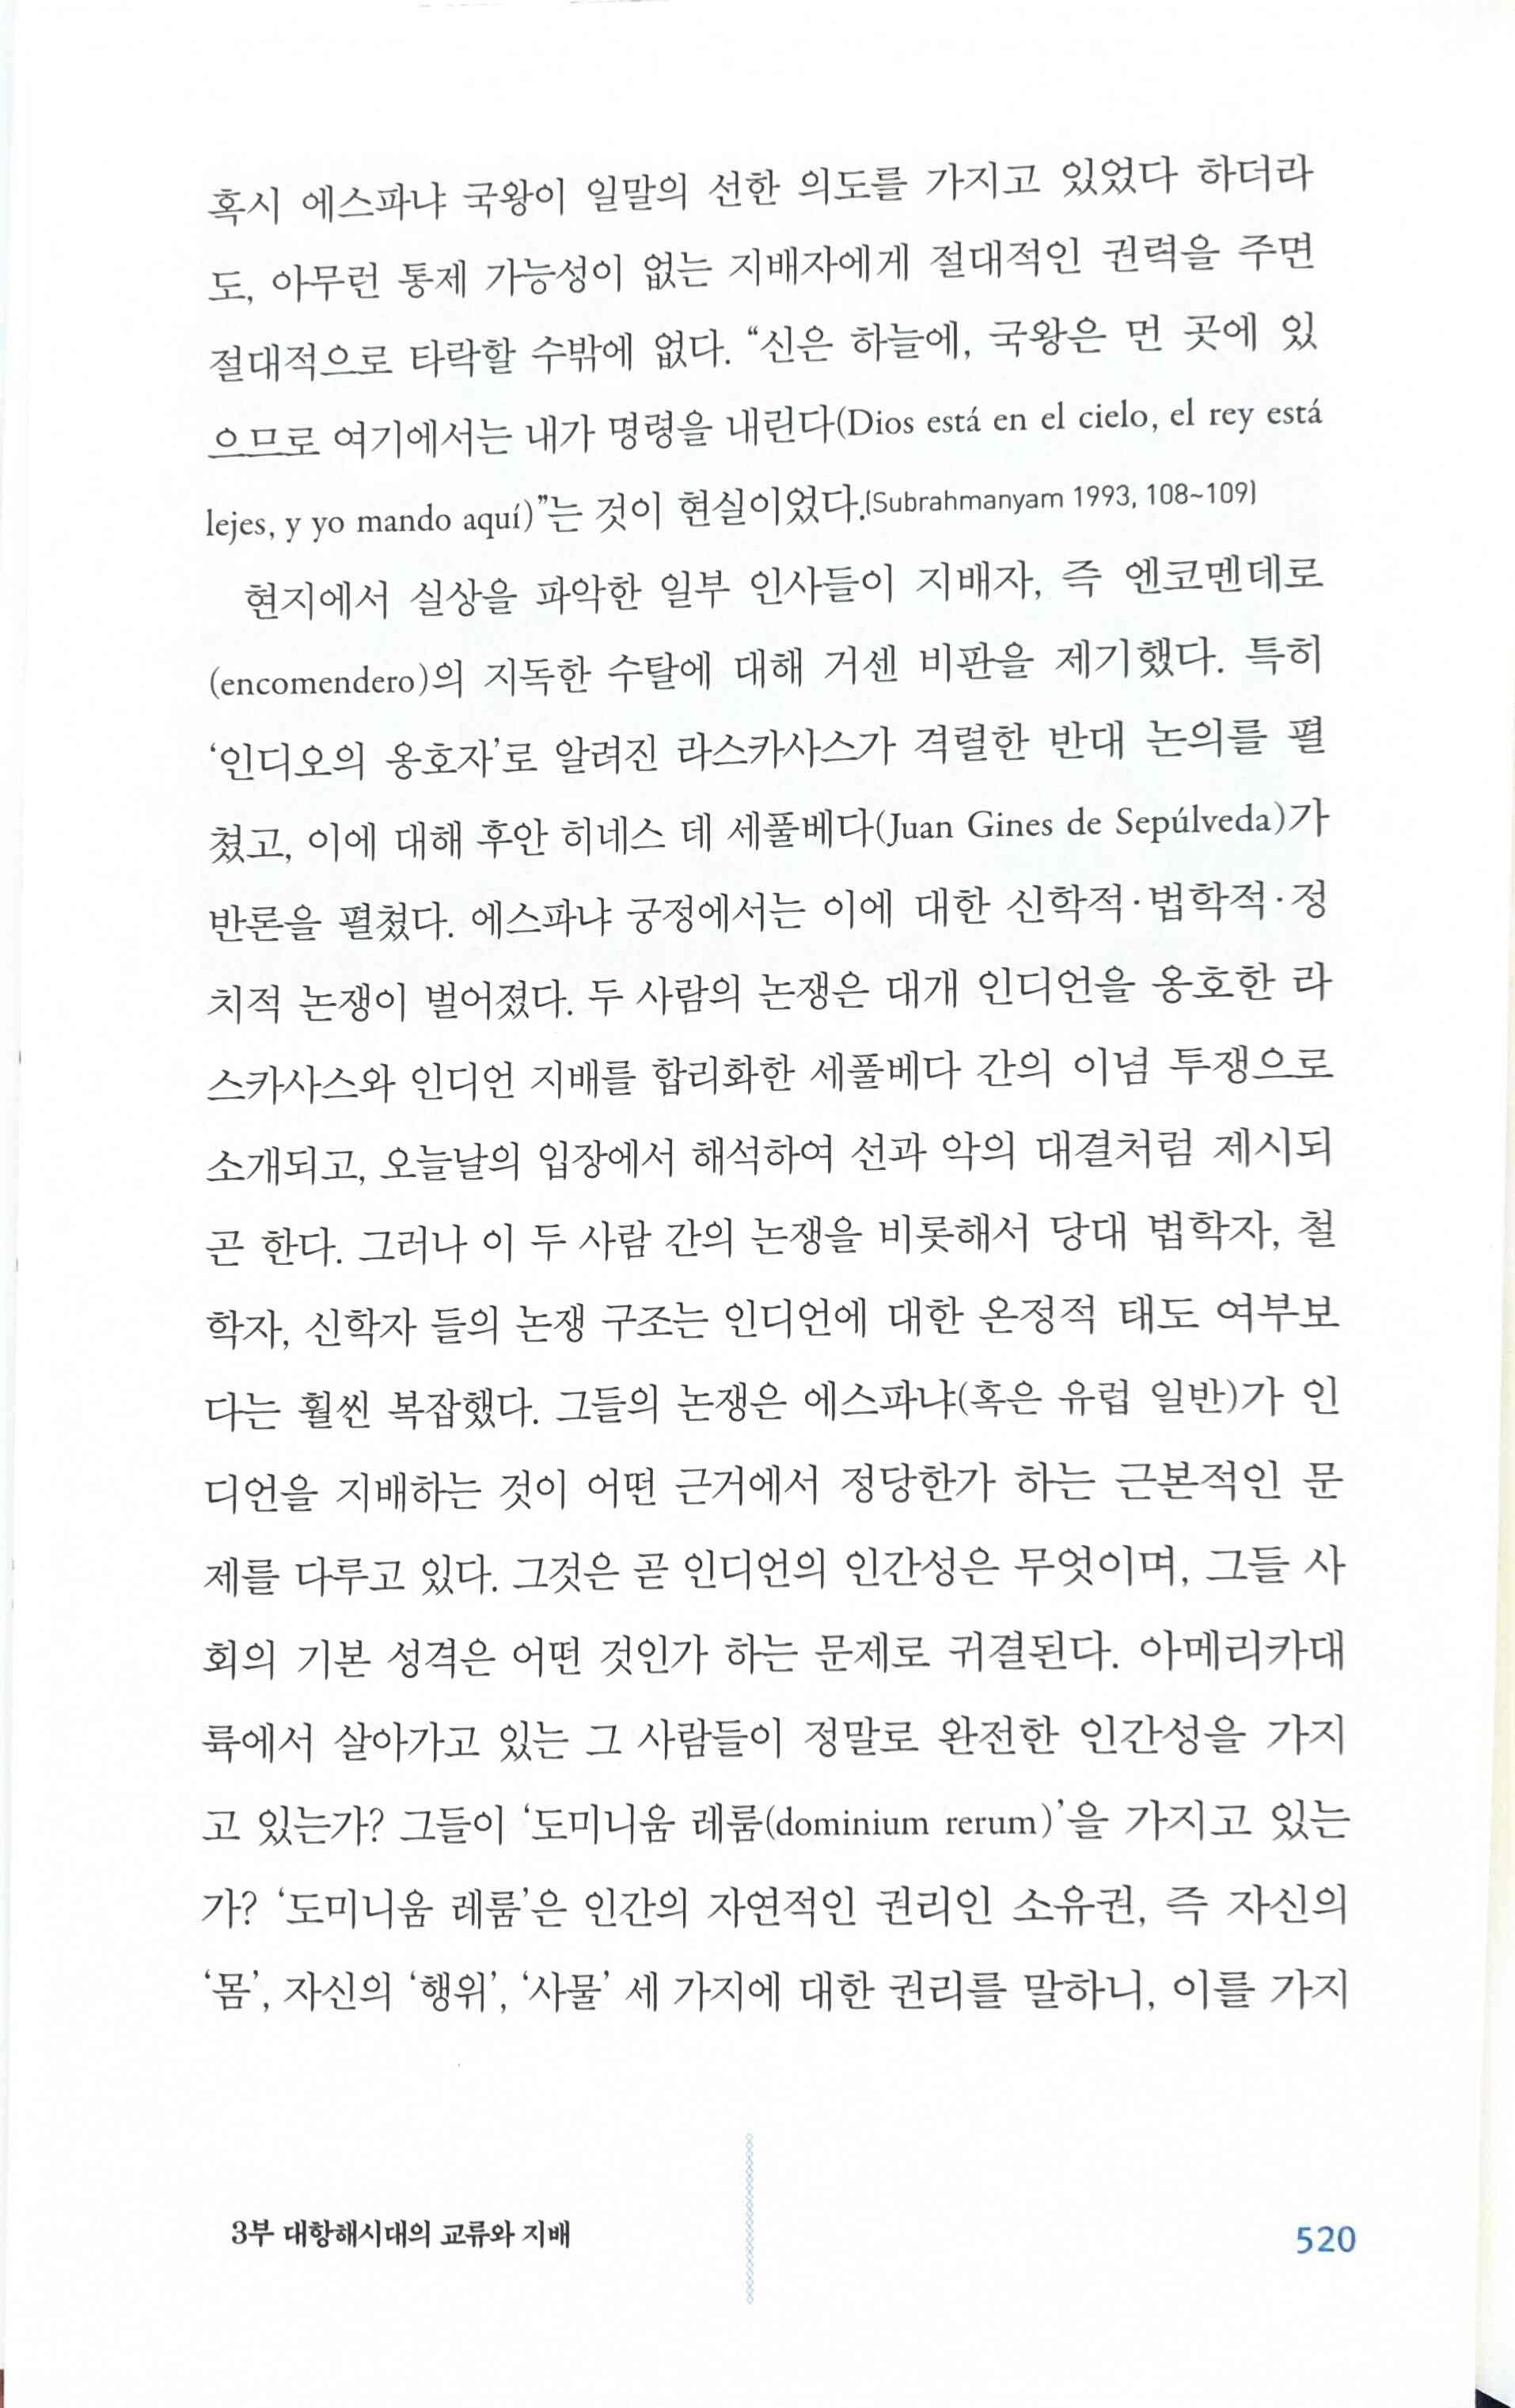 혹시 에스파냐 국왕이 일말의 선한 의도를 가지고 있었다 하더라
도, 아무런 통제 가능성이 없는 지배자에게 절대적인 권력을 주면
절대적으로 타락할 수밖에 없다. “신은 하늘에, 국왕은 먼 곳에 있
으므로 여기에서는 내가 명령을 내린다(Dios está en el cielo, el rey está
lejes, y yo mando aquí)”는 것이 현실이었다.(Subrahmanyam 1993, 108~109)
현지에서 실상을 파악한 일부 인사들이 지배자, 즉 엔코멘데로
(encomendero)의 지독한 수탈에 대해 거센 비판을 제기했다. 특히
‘인디오의 옹호자’로 알려진 라스카사스가 격렬한 반대 논의를 펼
쳤고, 이에 대해 후안 히네스 데 세풀베다(Juan Gines de Sepúlveda)가
반론을 펼쳤다. 에스파냐 궁정에서는 이에 대한 신학적·법학적·정
치적 논쟁이 벌어졌다. 두 사람의 논쟁은 대개 인디언을 옹호한 라
스카사스와 인디언 지배를 합리화한 세풀베다 간의 이념 투쟁으로
소개되고, 오늘날의 입장에서 해석하여 선과 악의 대결처럼 제시되
곤 한다. 그러나 이 두 사람 간의 논쟁을 비롯해서 당대 법학자, 철
학자, 신학자 들의 논쟁 구조는 인디언에 대한 온정적 태도 여부보
다는 훨씬 복잡했다. 그들의 논쟁은 에스파냐(혹은 유럽 일반)가 인
디언을 지배하는 것이 어떤 근거에서 정당한가 하는 근본적인 문
제를 다루고 있다. 그것은 곧 인디언의 인간성은 무엇이며, 그들 사
회의 기본 성격은 어떤 것인가 하는 문제로 귀결된다. 아메리카대
륙에서 살아가고 있는 그 사람들이 정말로 완전한 인간성을 가지
고 있는가? 그들이 ‘도미니움 레룸(dominium rerum)’을 가지고 있는
가? ‘도미니움 레룸’은 인간의 자연적인 권리인 소유권, 즉 자신의
‘몸’, 자신의 ‘행위’, ‘사물’ 세 가지에 대한 권리를 말하니, 이를 가지
3부 대항해시대의 교류와 지배
520